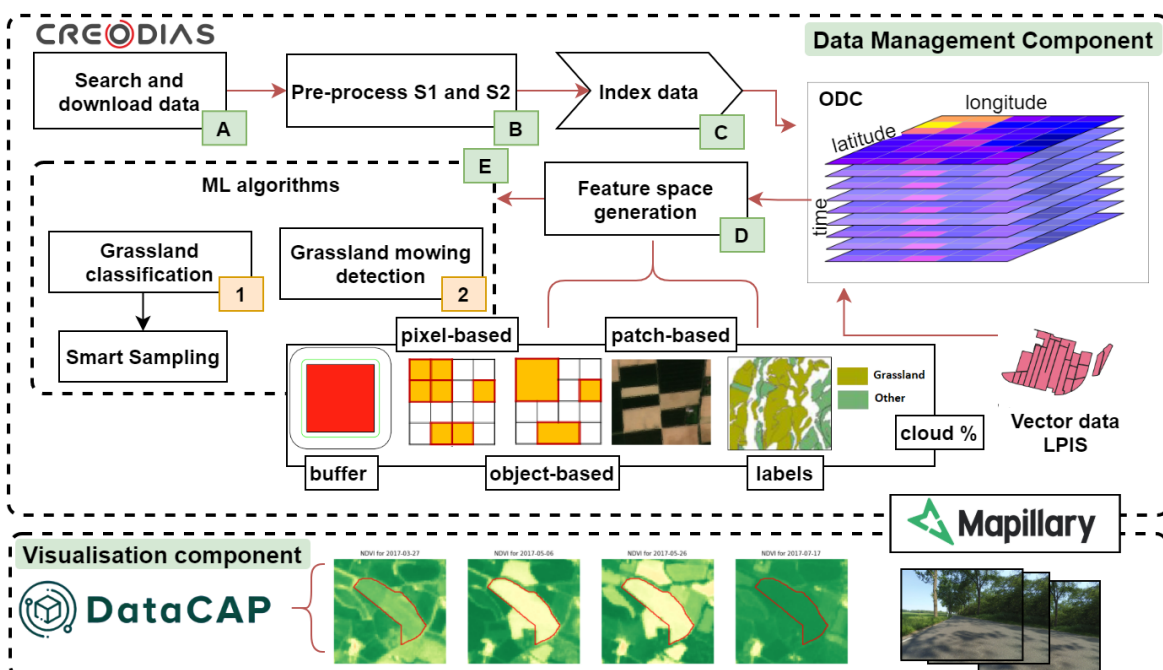 CREODIAS
Data Management Component
Search and
download data
A
Pre-process S1 and S2
B
Index data
C
ODC
longitude
latitude
time
E
ML algorithms
Feature space
generation
D
Grassland
classification
1
Grassland mowing
detection
2
Smart Sampling
pixel-based
patch-based
Grassland
Other
cloud %
buffer
object-based
labels
Vector data
LPIS
Mapillary
Visualisation component
DataCAP
NDVI for 2017-03-27
NDVI for 2017-05-06
NDVI for 2017-05-26
NDVI for 2017-07-17